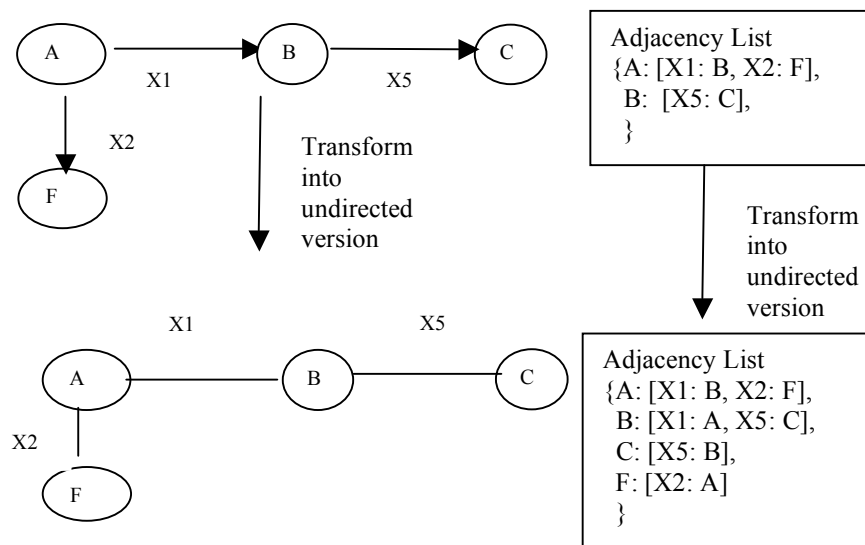 A
B
C
X1
X5
X2
F
Transform
into
undirected
version
Adjacency List
{A: [X1: B, X2: F],
B:  [X5: C],
}
Transform
into
undirected
version
X1
X5
A
B
C
X2
F
Adjacency List
{A: [X1: B, X2: F],
B: [X1: A, X5: C],
C: [X5: B],
F: [X2: A]
}